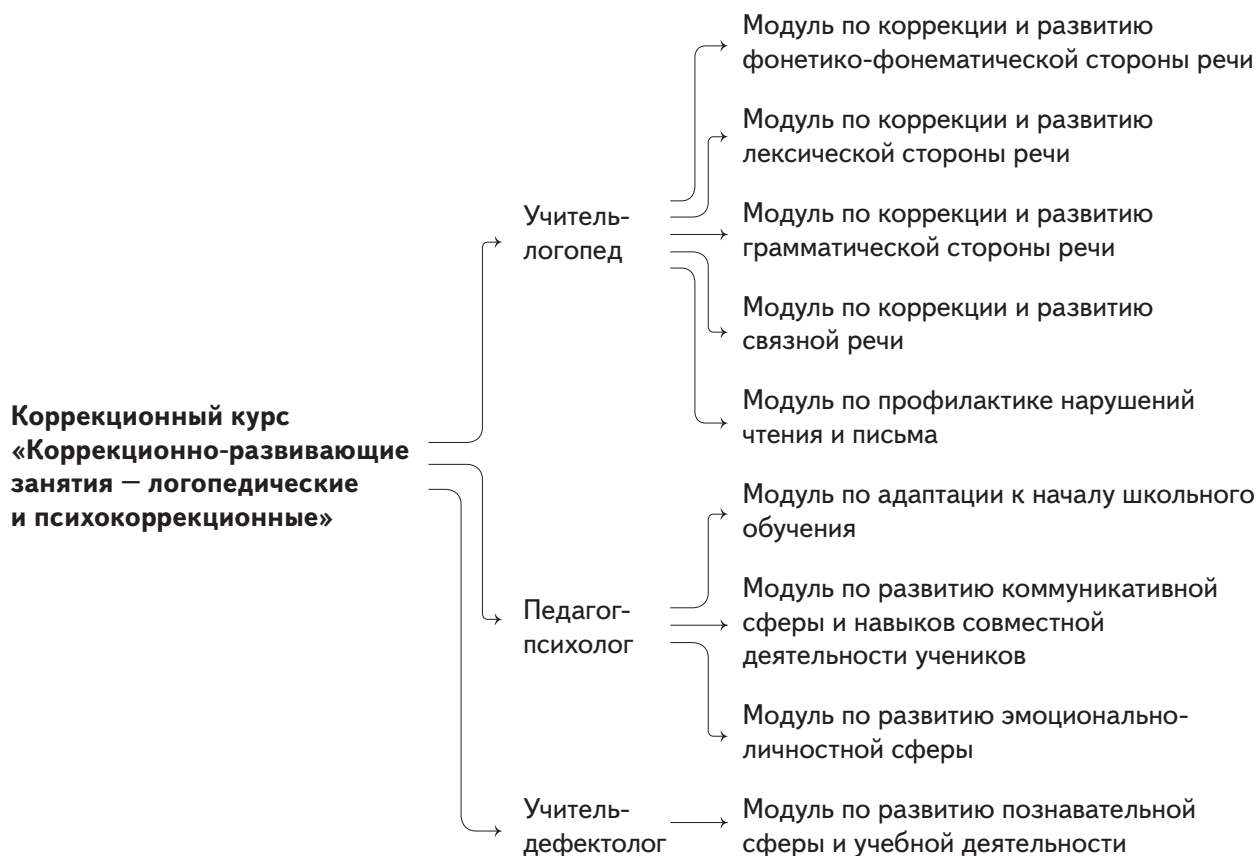 Коррекционный курс
«Коррекционно-развивающие
занятия — логопедические
и психокоррекционные»
Учитель-
логопед
Модуль по коррекции и развитию
фонетико-фонематической стороны речи
Модуль по коррекции и развитию
лексической стороны речи
Модуль по коррекции и развитию
грамматической стороны речи
Модуль по коррекции и развитию
связной речи
Модуль по профилактике нарушений
чтения и письма
Педагог-
психолог
Модуль по адаптации к началу школьного
обучения
Модуль по развитию коммуникативной
сферы и навыков совместной
деятельности учеников
Модуль по развитию эмоционально-
личностной сферы
Учитель-
дефектолог
Модуль по развитию познавательной
сферы и учебной деятельности